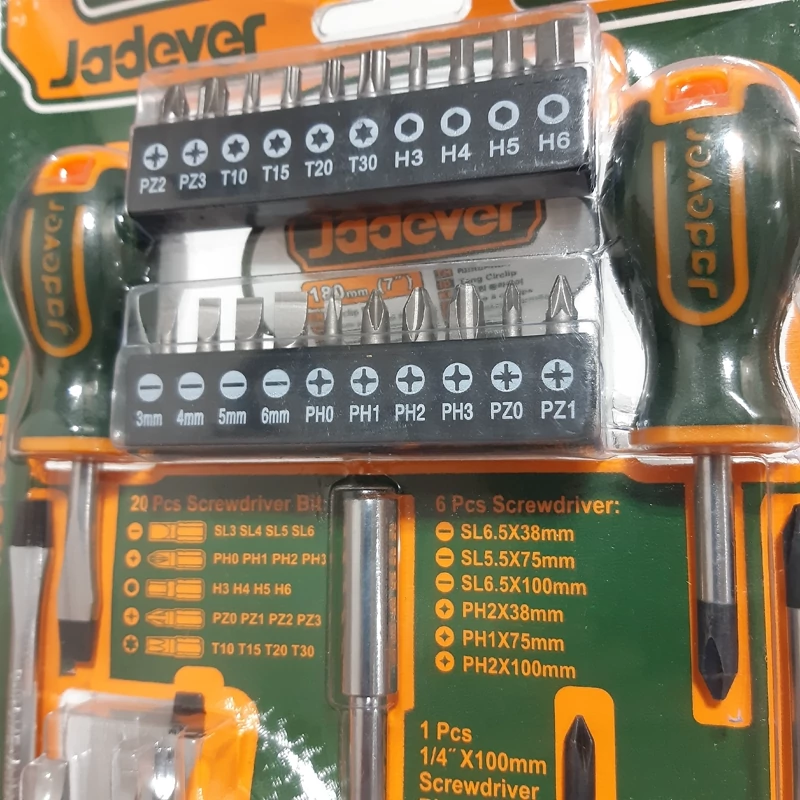 Jadever
PZ2 PZ3 T10 T15 T20 T30 H3 H4 H5 H6
Jadever
Jadever
Jadever
180mm (7")
3mm 4mm 5mm 6mm PH0 PH1 PH2 PH3 PZ0 PZ1
20 Pcs Screwdriver Bit
SL3 SL4 SL5 SL6
PH0 PH1 PH2 PH3
H3 H4 H5 H6
PZ0 PZ1 PZ2 PZ3
T10 T15 T20 T30
6 Pcs Screwdriver:
SL6.5X38mm
SL5.5X75mm
SL6.5X100mm
PH2X38mm
PH1X75mm
PH2X100mm
1 Pcs
1/4″X100mm
Screwdriver